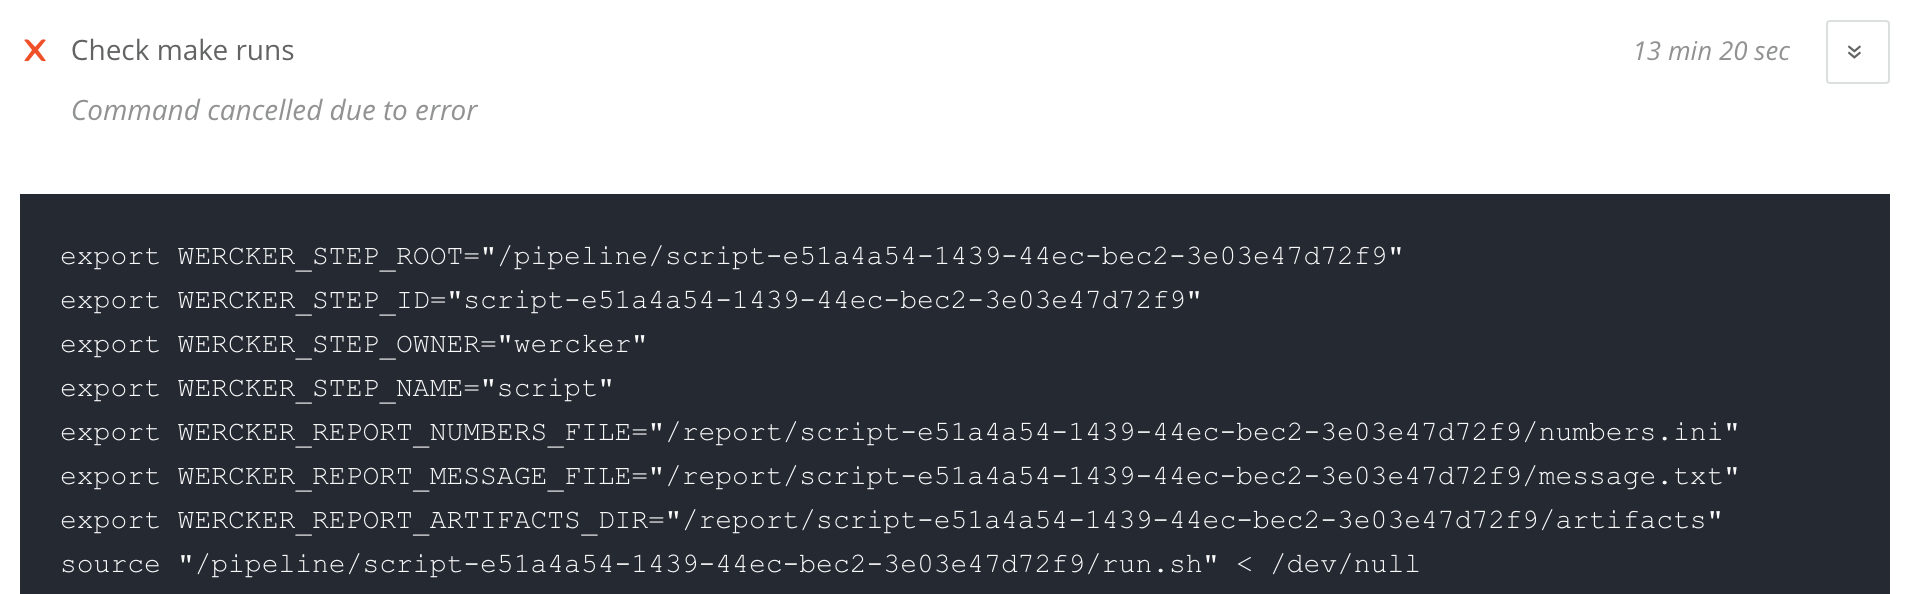 Check make runs
13 min 20 sec
Command cancelled due to error
export WERCKER_STEP_ROOT="/pipeline/script-e51a4a54-1439-44ec-bec2-3e03e47d72f9"
export WERCKER_STEP_ID="script-e51a4a54-1439-44ec-bec2-3e03e47d72f9"
export WERCKER_STEP_OWNER="wercker"
export WERCKER_STEP_NAME="script"
export WERCKER_REPORT_NUMBERS_FILE="/report/script-e51a4a54-1439-44ec-bec2-3e03e47d72f9/numbers.ini"
export WERCKER_REPORT_MESSAGE_FILE="/report/script-e51a4a54-1439-44ec-bec2-3e03e47d72f9/message.txt"
export WERCKER_REPORT_ARTIFACTS_DIR="/report/script-e51a4a54-1439-44ec-bec2-3e03e47d72f9/artifacts"
source "/pipeline/script-e51a4a54-1439-44ec-bec2-3e03e47d72f9/run.sh" < /dev/null